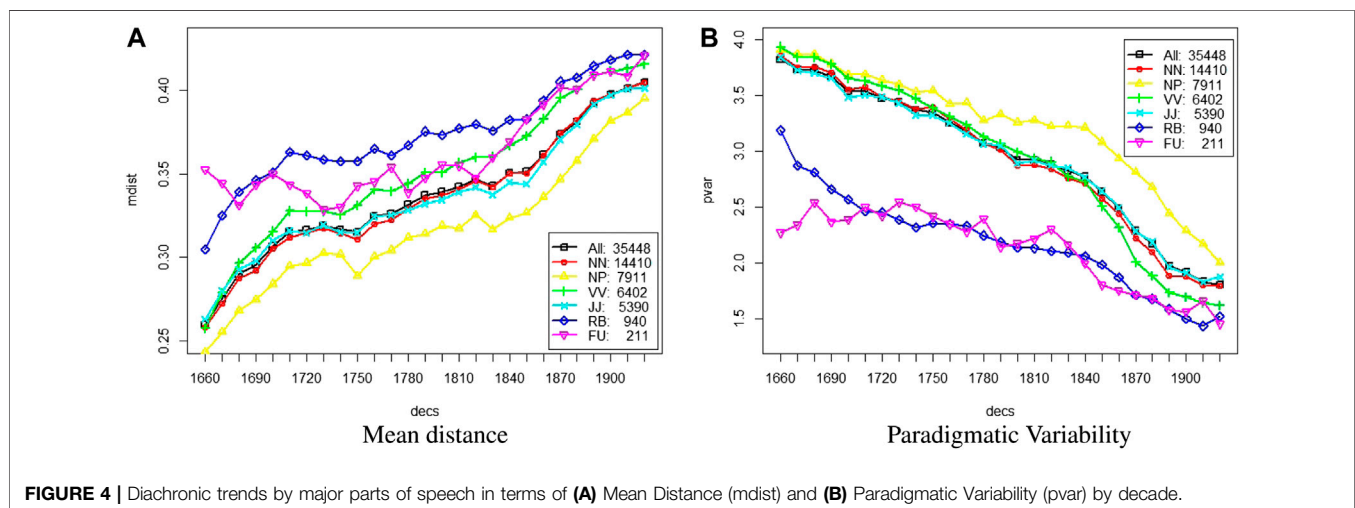 A
mdist
0.25 0.30 0.35 0.40
1660 1690 1720 1750 1780 1810 1840 1870 1900
decs
All: 35448
NN: 14410
NP: 7911
VV: 6402
JJ: 5390
RB: 940
FU: 211
Mean distance
B
pvar
1.5 2.0 2.5 3.0 3.5 4.0
1660 1690 1720 1750 1780 1810 1840 1870 1900
decs
All: 35448
NN: 14410
NP: 7911
VV: 6402
JJ: 5390
RB: 940
FU: 211
Paradigmatic Variability
FIGURE 4 | Diachronic trends by major parts of speech in terms of (A) Mean Distance (mdist) and (B) Paradigmatic Variability (pvar) by decade.